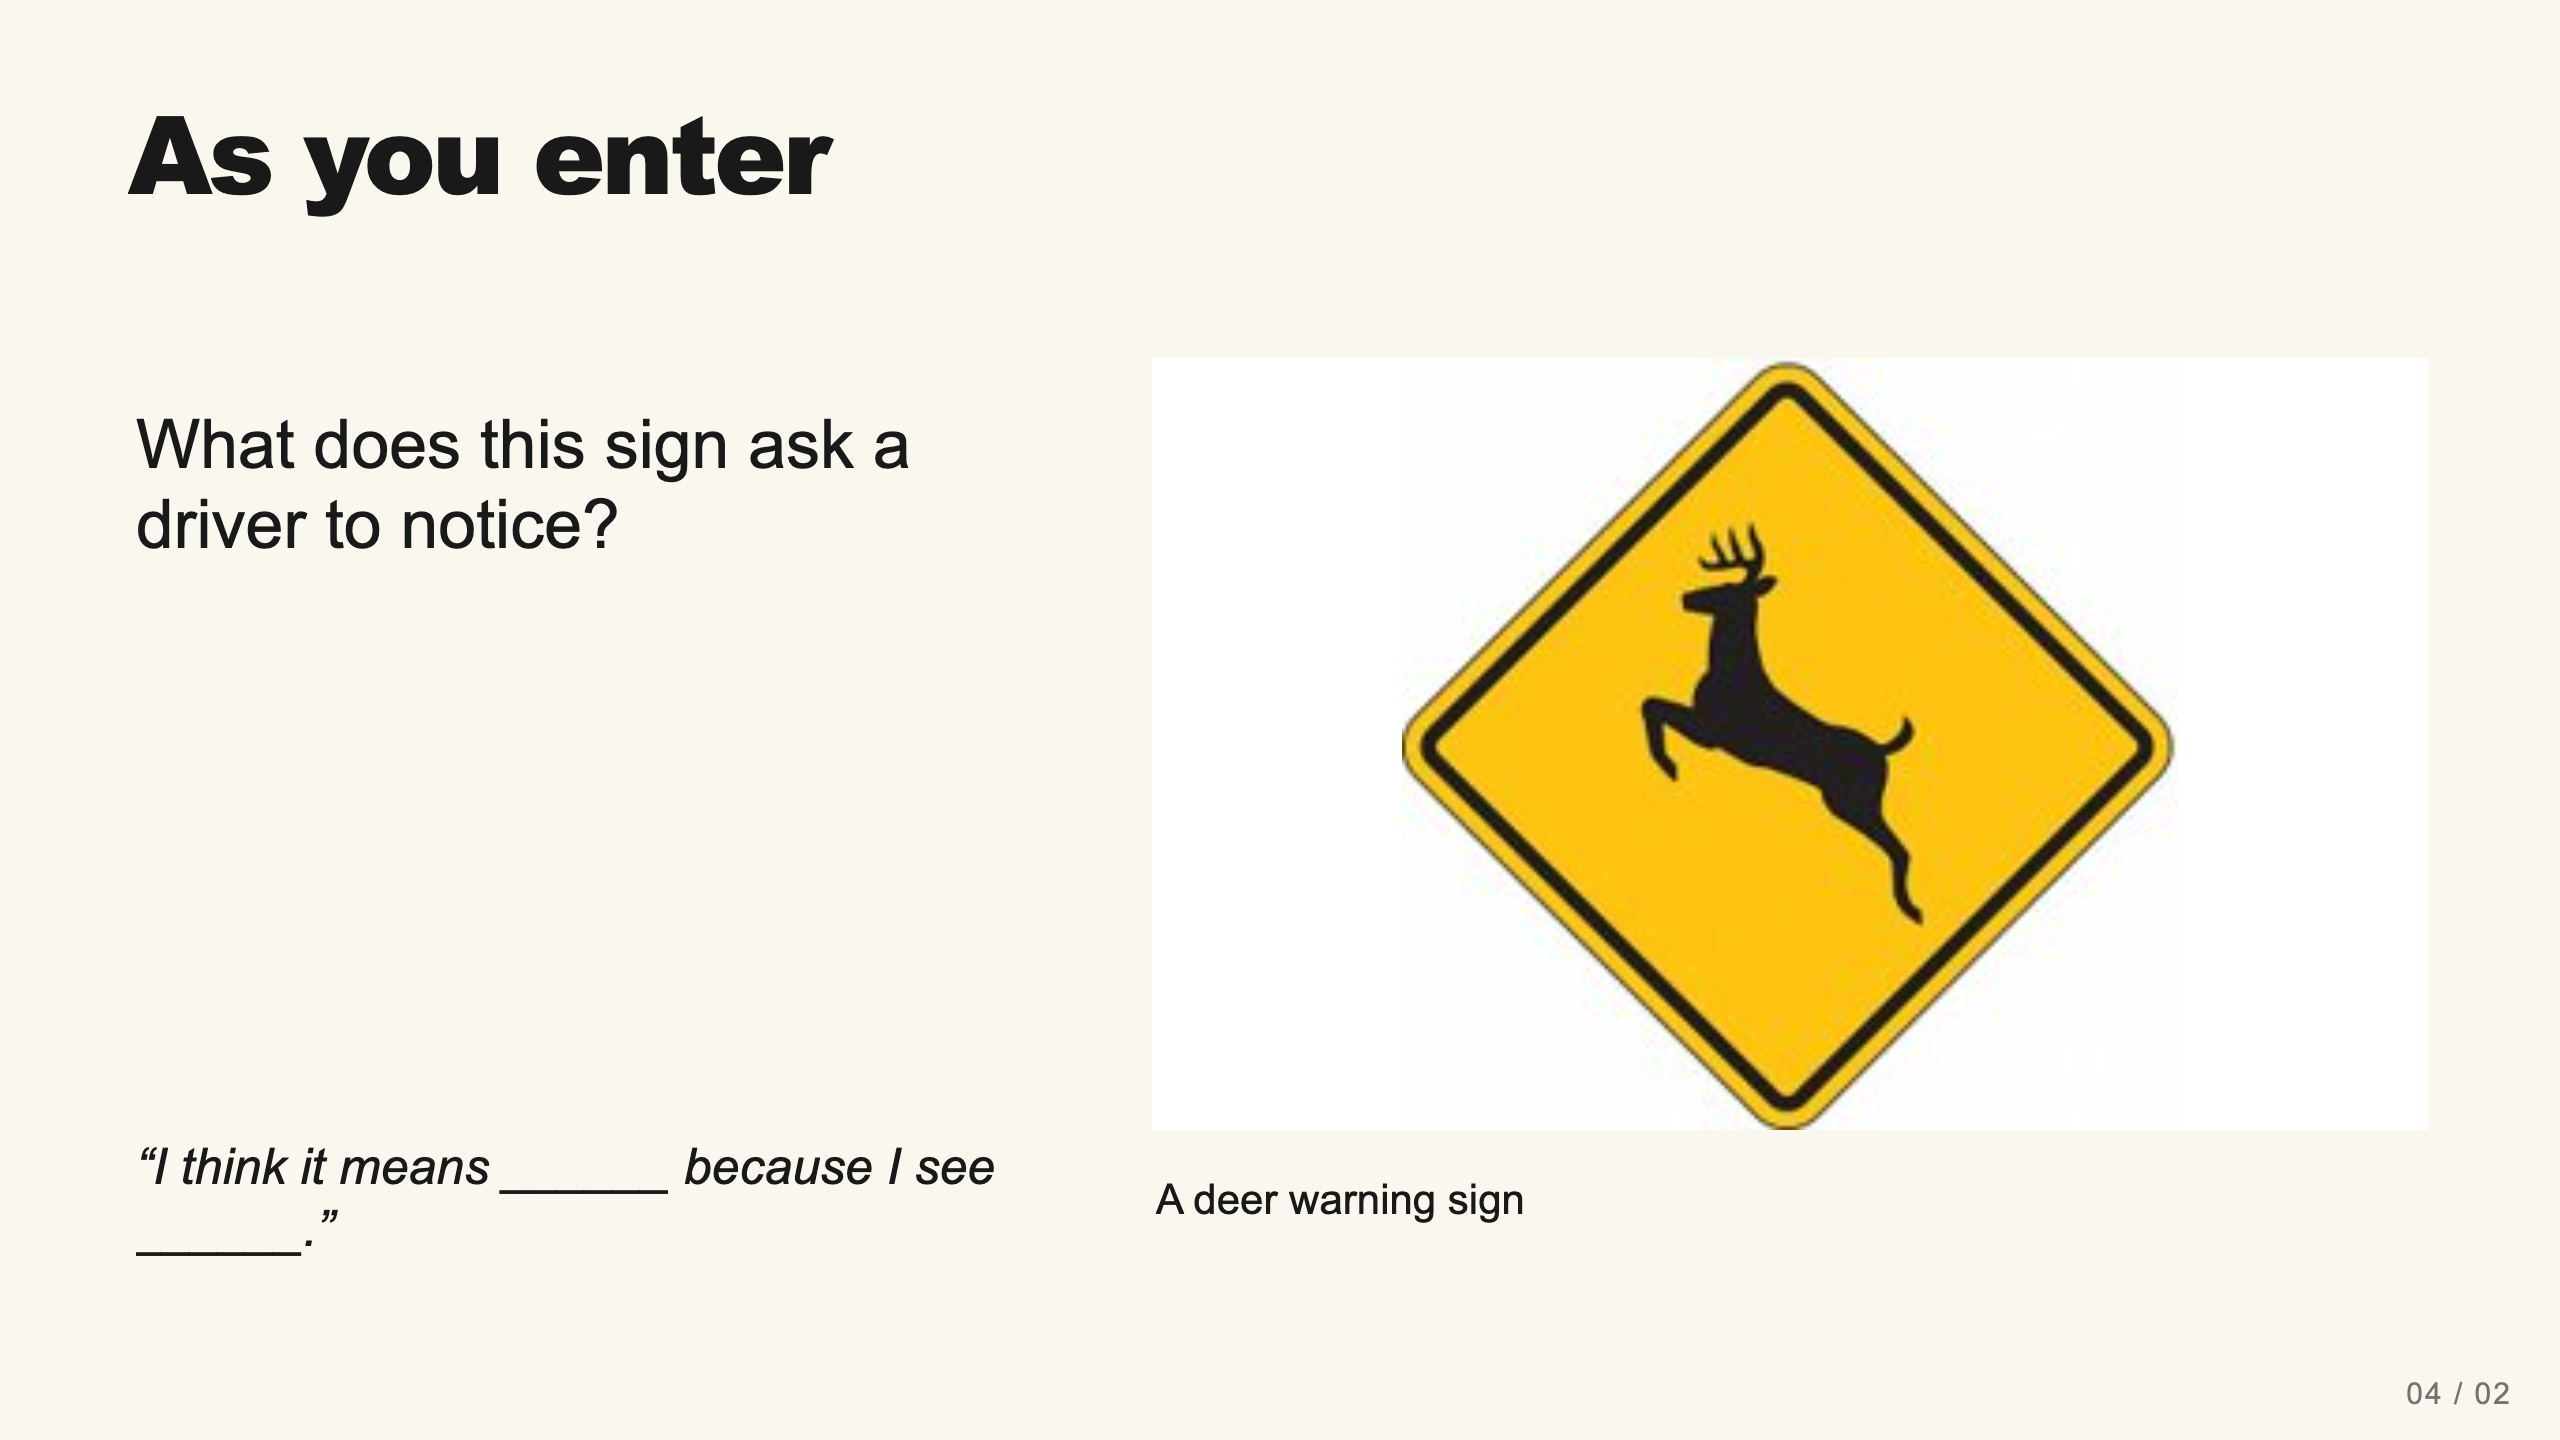 As you enter
What does this sign ask a
driver to notice?
“I think it means ______ because I see
______.”
A deer warning sign
04 / 02